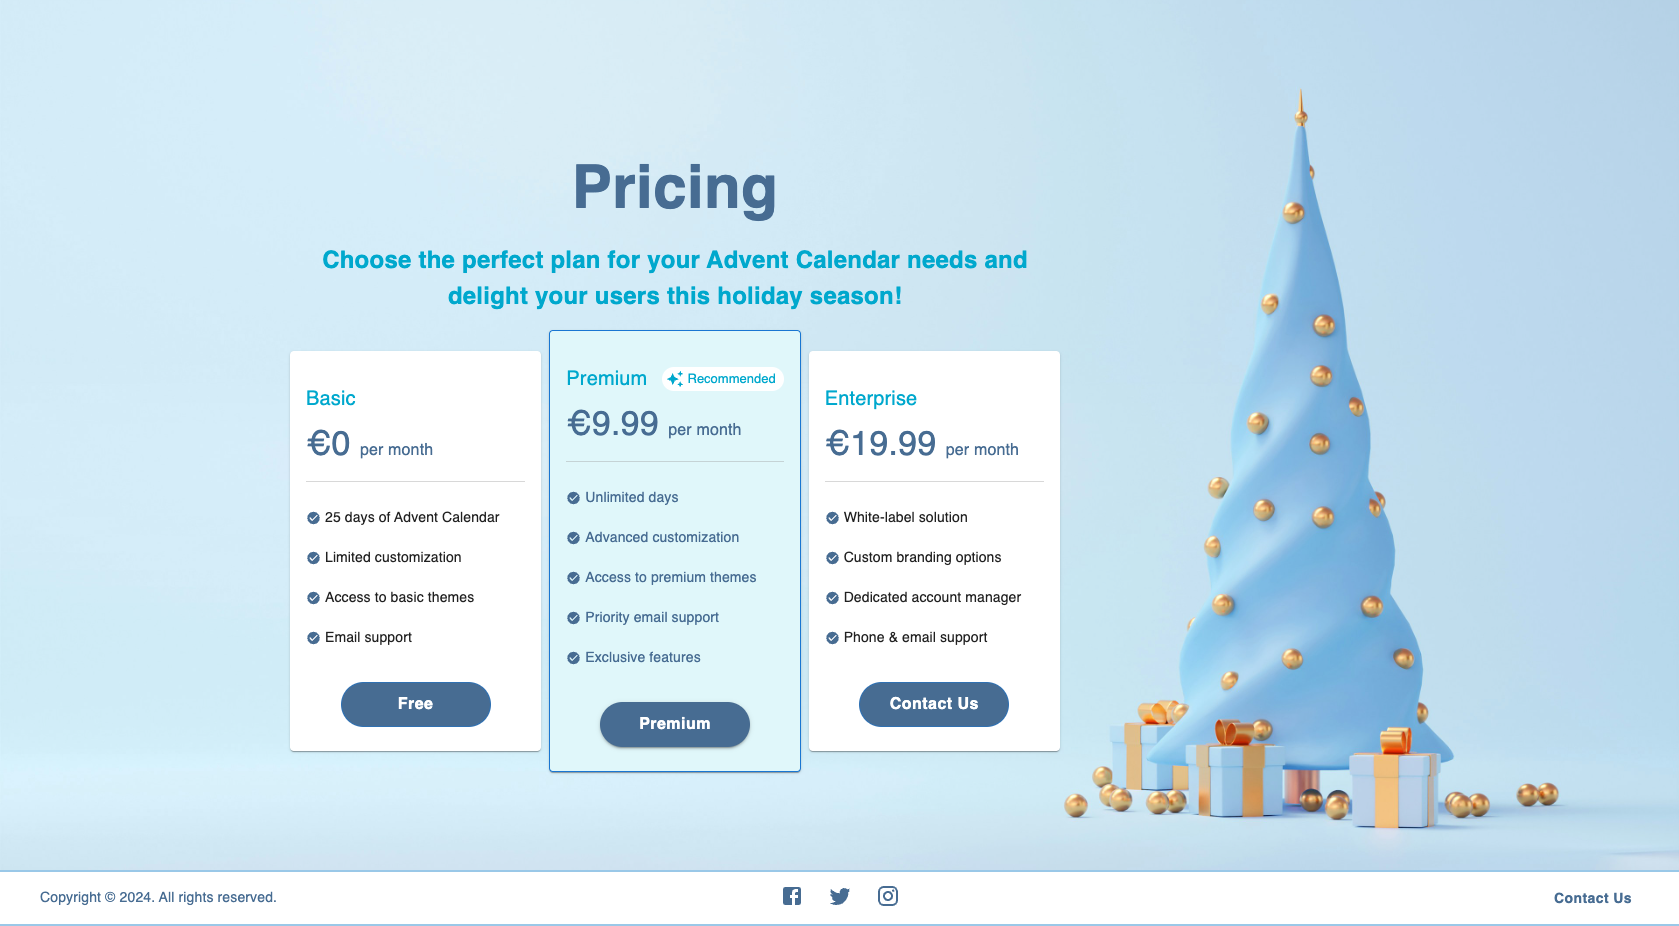 Pricing
Choose the perfect plan for your Advent Calendar needs and
delight your users this holiday season!
Basic
€0 per month
25 days of Advent Calendar
Limited customization
Access to basic themes
Email support
Free
Premium Recommended
€9.99 per month
Unlimited days
Advanced customization
Access to premium themes
Priority email support
Exclusive features
Premium
Enterprise
€19.99 per month
White-label solution
Custom branding options
Dedicated account manager
Phone & email support
Contact Us
Copyright © 2024. All rights reserved.
Contact Us